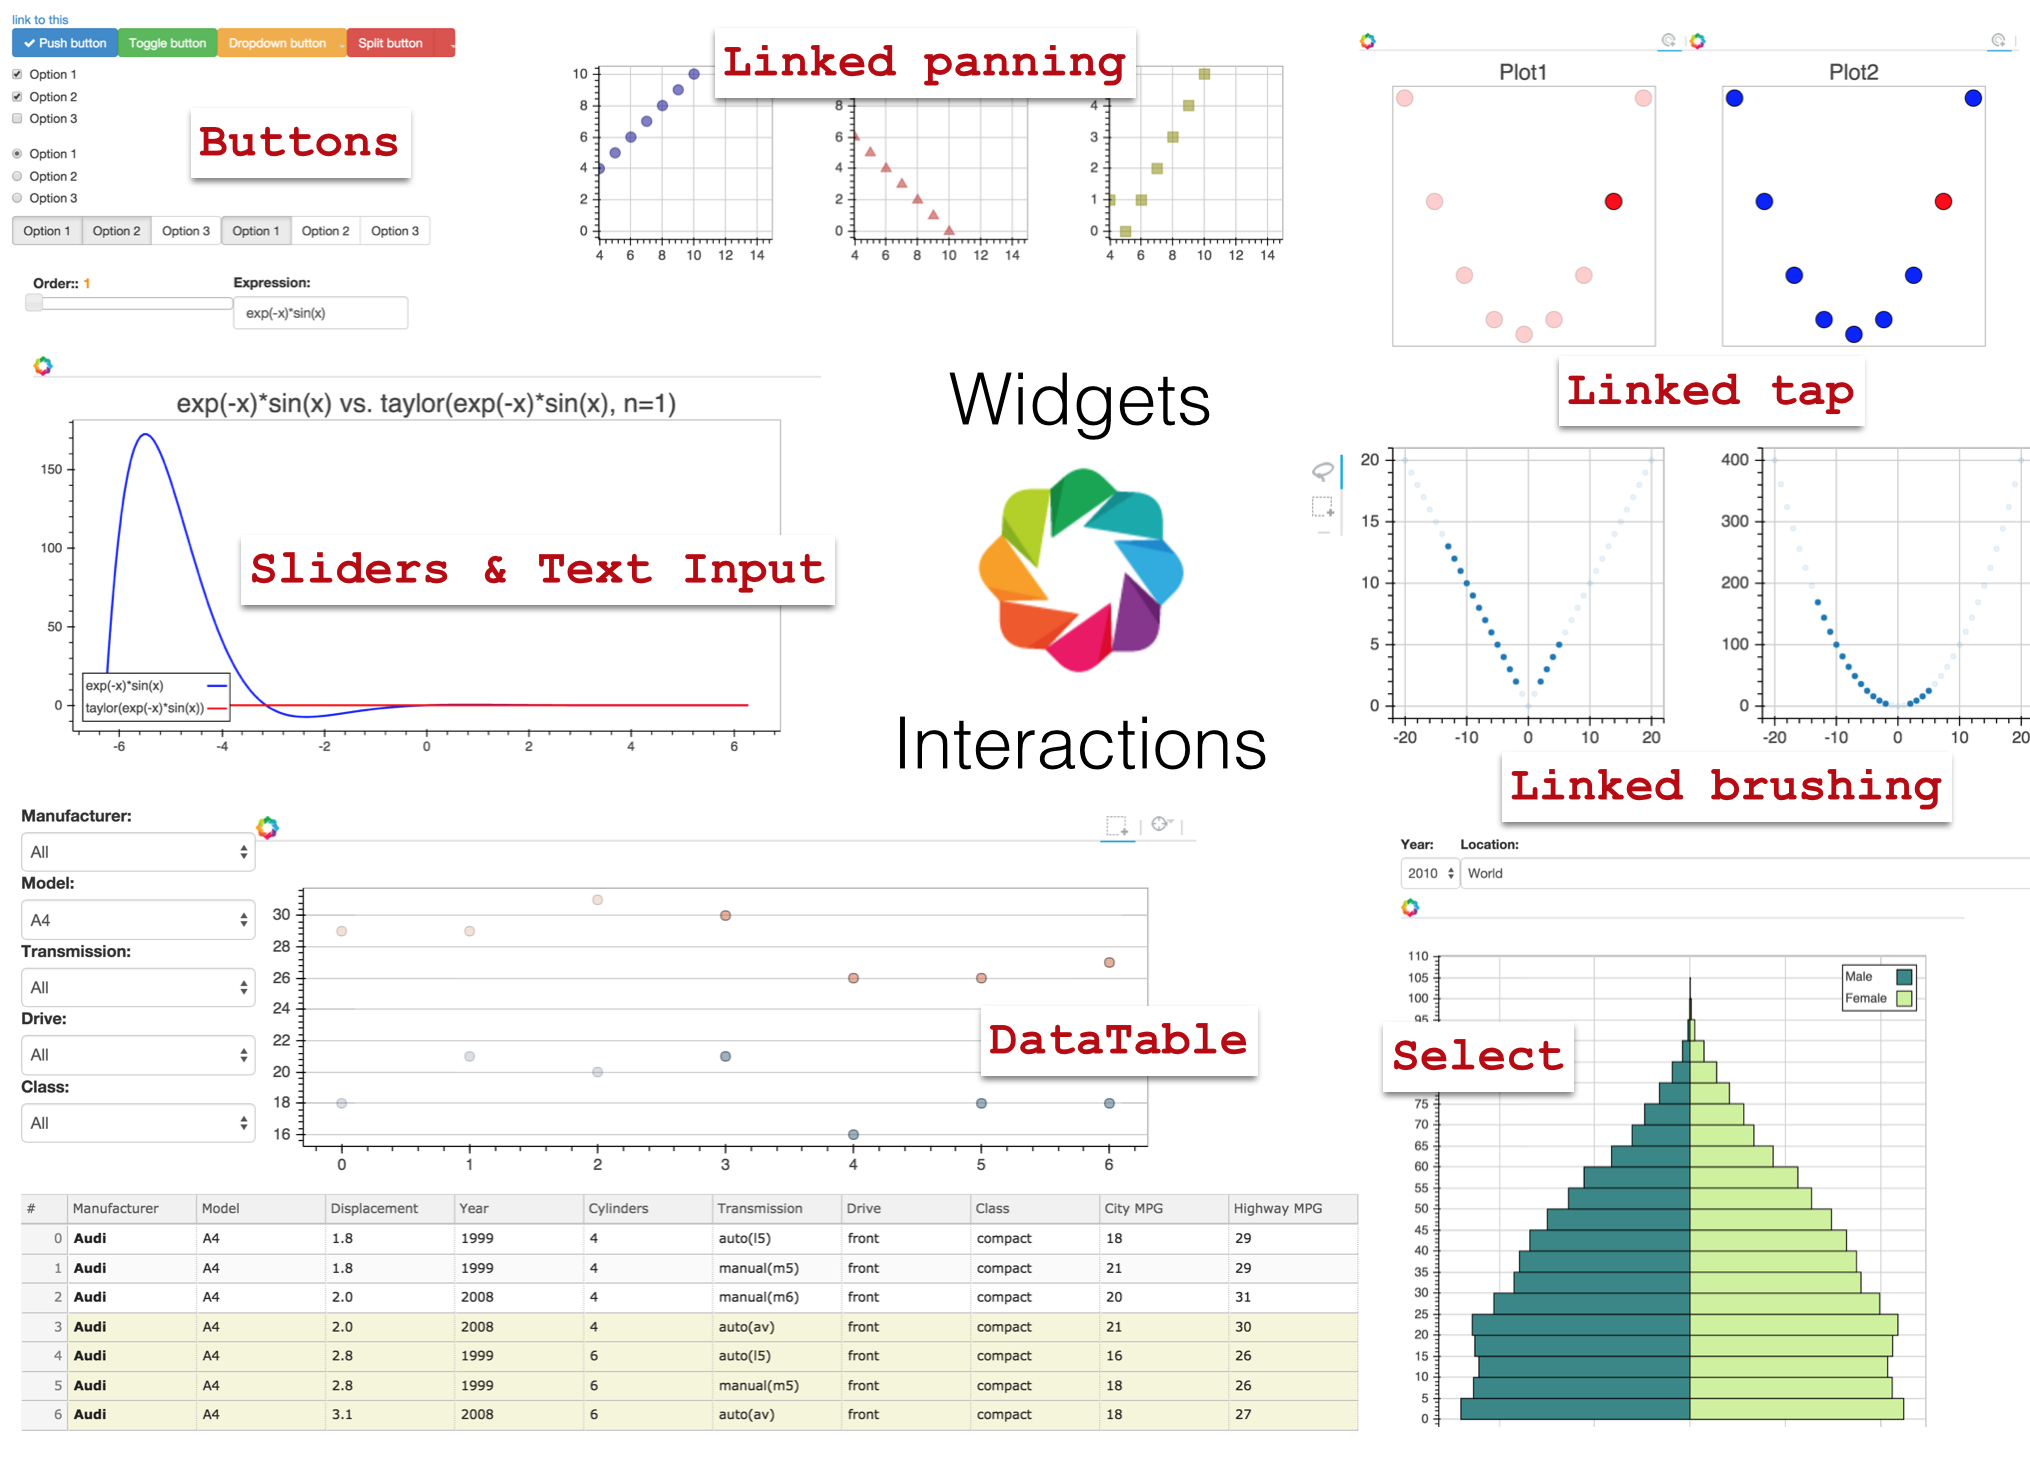 link to this
Push button Toggle button Dropdown button Split button
Option 1
Option 2
Option 3
Option 1
Option 2
Option 3
Option 1 Option 2 Option 3 Option 1 Option 2 Option 3
Buttons
Order:: 1
Expression:
exp(-x)*sin(x)
Linked panning
10
8
6
4
2
0
4 6 8 10 12 14
8
6
4
2
0
4 6 8 10 12 14
4
3
2
1
0
4 6 8 10 12 14
Plot1
Plot2
Linked tap
exp(-x)*sin(x) vs. taylor(exp(-x)*sin(x), n=1)
150
100
50
0
exp(-x)*sin(x)
taylor(exp(-x)*sin(x))
-6 -4 -2 0 2 4 6
Sliders & Text Input
Widgets
Interactions
20
15
10
5
0
-20 -10 0 10 20
400
300
200
100
0
-20 -10 0 10 20
Linked brushing
Manufacturer:
All
Model:
A4
Transmission:
All
Drive:
All
Class:
All
30
28
26
24
22
20
18
16
0 1 2 3 4 5 6
DataTable
# Manufacturer Model Displacement Year Cylinders Transmission Drive Class City MPG Highway MPG
0 Audi A4 1.8 1999 4 auto(l5) front compact 18 29
1 Audi A4 1.8 1999 4 manual(m5) front compact 21 29
2 Audi A4 2.0 2008 4 manual(m6) front compact 20 31
3 Audi A4 2.0 2008 4 auto(av) front compact 21 30
4 Audi A4 2.8 1999 6 auto(l5) front compact 16 26
5 Audi A4 2.8 1999 6 manual(m5) front compact 18 26
6 Audi A4 3.1 2008 6 auto(av) front compact 18 27
Year: Location:
2010 World
110
105
100
95
Male
Female
Select
75
70
65
60
55
50
45
40
35
30
25
20
15
10
5
0